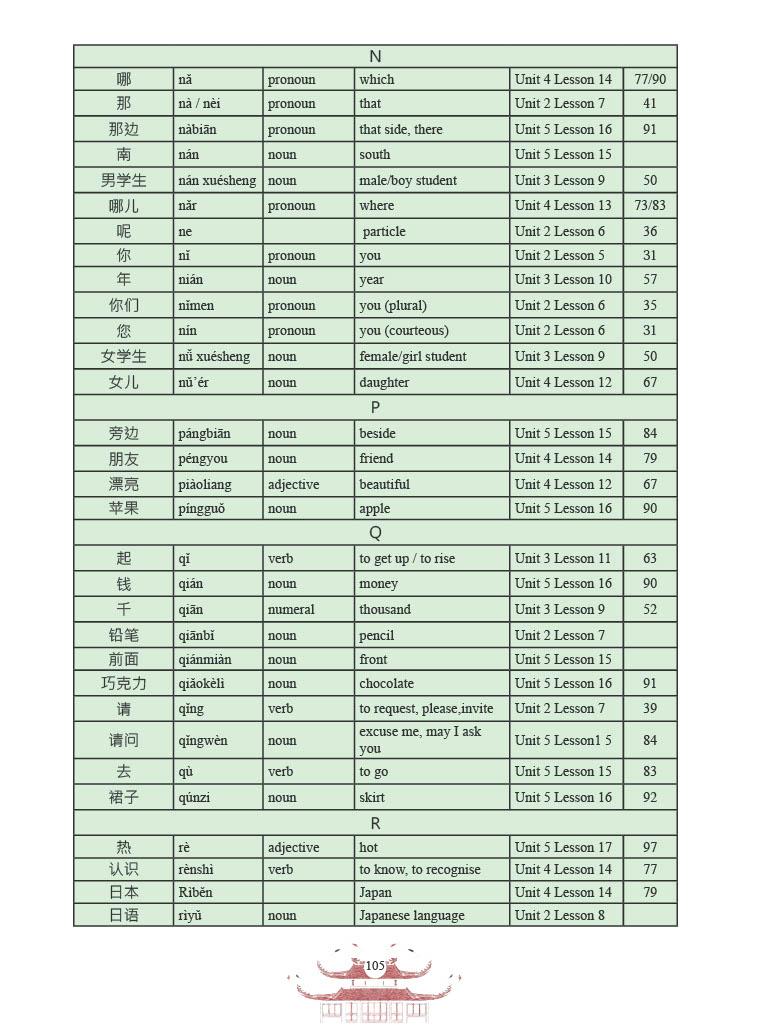 N
哪 nǎ pronoun which Unit 4 Lesson 14 77/90
那 nà / nèi pronoun that Unit 2 Lesson 7 41
那边 nàbiān pronoun that side, there Unit 5 Lesson 16 91
南 nán noun south Unit 5 Lesson 15
男学生 nán xuésheng noun male/boy student Unit 3 Lesson 9 50
哪儿 nǎr pronoun where Unit 4 Lesson 13 73/83
呢 ne particle Unit 2 Lesson 6 36
你 nǐ pronoun you Unit 2 Lesson 5 31
年 nián noun year Unit 3 Lesson 10 57
你们 nǐmen pronoun you (plural) Unit 2 Lesson 6 35
您 nín pronoun you (courteous) Unit 2 Lesson 6 31
女学生 nǚ xuésheng noun female/girl student Unit 3 Lesson 9 50
女儿 nǚ’ér noun daughter Unit 4 Lesson 12 67
P
旁边 pángbiān noun beside Unit 5 Lesson 15 84
朋友 péngyou noun friend Unit 4 Lesson 14 79
漂亮 piàoliang adjective beautiful Unit 4 Lesson 12 67
苹果 píngguǒ noun apple Unit 5 Lesson 16 90
Q
起 qǐ verb to get up / to rise Unit 3 Lesson 11 63
钱 qián noun money Unit 5 Lesson 16 90
千 qiān numeral thousand Unit 3 Lesson 9 52
铅笔 qiānbǐ noun pencil Unit 2 Lesson 7
前面 qiánmiàn noun front Unit 5 Lesson 15
巧克力 qiǎokèlì noun chocolate Unit 5 Lesson 16 91
请 qǐng verb to request, please,invite Unit 2 Lesson 7 39
请问 qǐngwèn noun excuse me, may I ask
you Unit 5 Lesson1 5 84
去 qù verb to go Unit 5 Lesson 15 83
裙子 qúnzi noun skirt Unit 5 Lesson 16 92
R
热 rè adjective hot Unit 5 Lesson 17 97
认识 rènshì verb to know, to recognise Unit 4 Lesson 14 77
日本 Rìběn Japan Unit 4 Lesson 14 79
日语 rìyǔ noun Japanese language Unit 2 Lesson 8
105